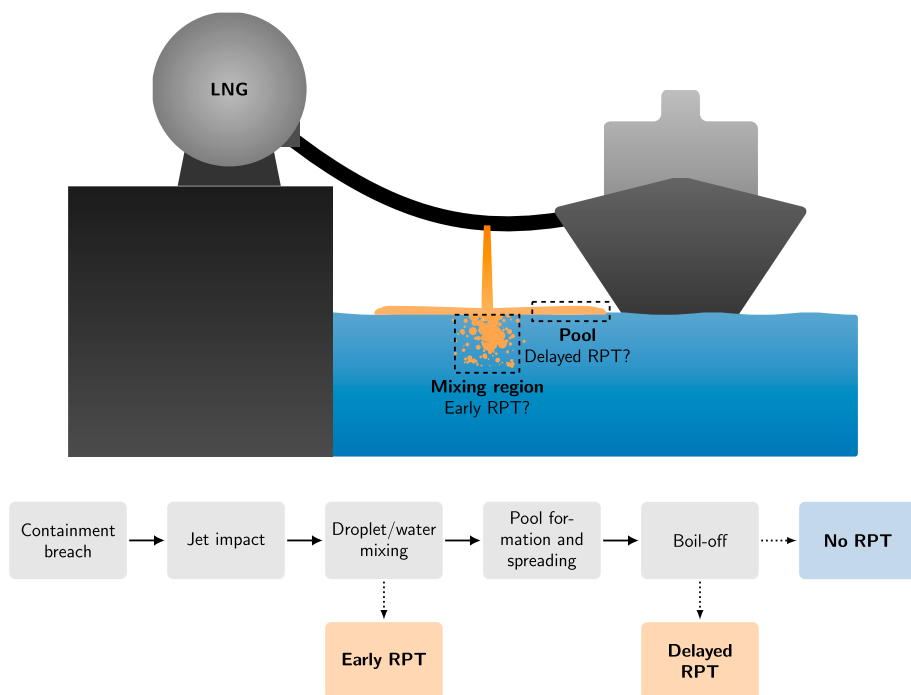 LNG
Pool
Delayed RPT?
Mixing region
Early RPT?
Containment
breach
Jet impact
Droplet/water
mixing
Pool for-
mation and
spreading
Boil-off
No RPT
Early RPT
Delayed
RPT